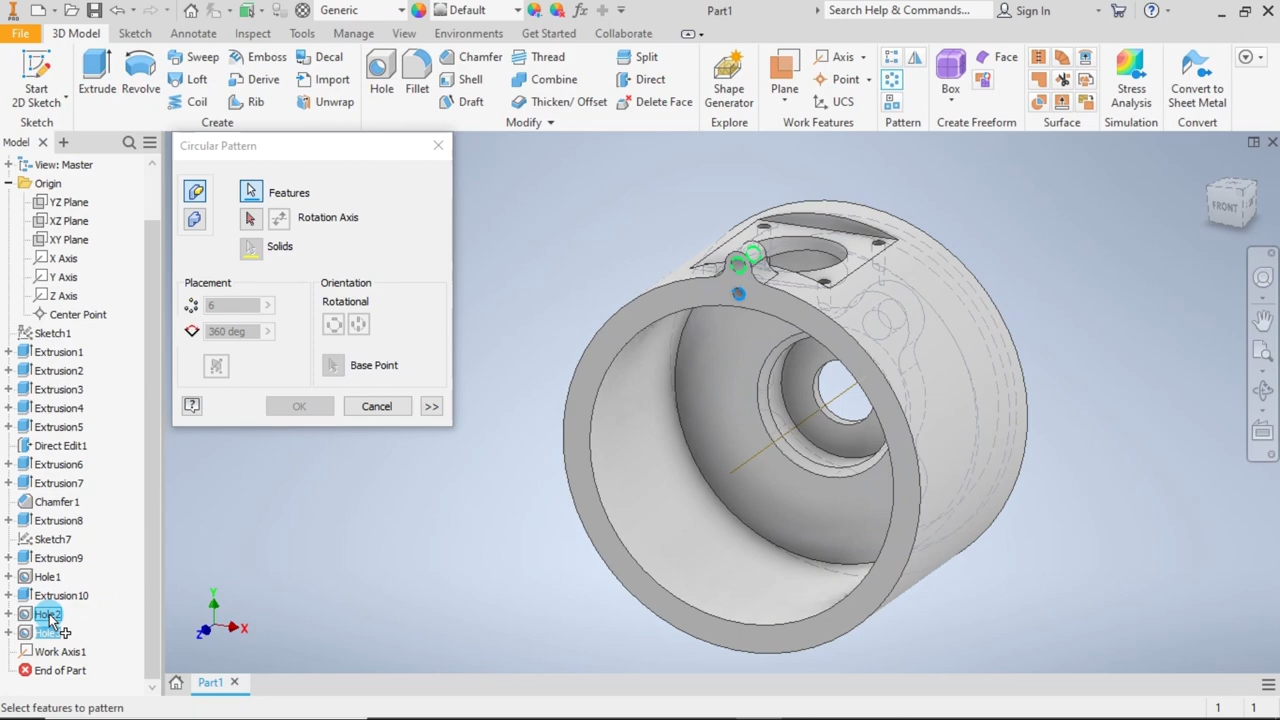 PRO
Generic
Default
Part1
Search Help & Commands...
Sign In
File
3D Model
Sketch
Annotate
Inspect
Tools
Manage
View
Environments
Get Started
Collaborate
Start
2D Sketch
Extrude
Revolve
Sweep
Emboss
Decal
Loft
Derive
Import
Coil
Rib
Unwrap
Hole
Fillet
Chamfer
Thread
Split
Shell
Combine
Direct
Draft
Thicken/ Offset
Delete Face
Shape
Generator
Plane
Axis
Point
UCS
Box
Face
Stress
Analysis
Convert to
Sheet Metal
Sketch
Create
Modify
Explore
Work Features
Pattern
Create Freeform
Surface
Simulation
Convert
Model
View: Master
Origin
YZ Plane
XZ Plane
XY Plane
X Axis
Y Axis
Z Axis
Center Point
Sketch1
Extrusion1
Extrusion2
Extrusion3
Extrusion4
Extrusion5
Direct Edit1
Extrusion6
Extrusion7
Chamfer1
Extrusion8
Sketch7
Extrusion9
Hole1
Extrusion10
Hole2
Work Axis1
End of Part
Circular Pattern
Features
Rotation Axis
Solids
Placement
6
360 deg
Orientation
Rotational
Base Point
OK
Cancel
>>
FRONT
Y
X
Z
Part1
Select features to pattern
1 1